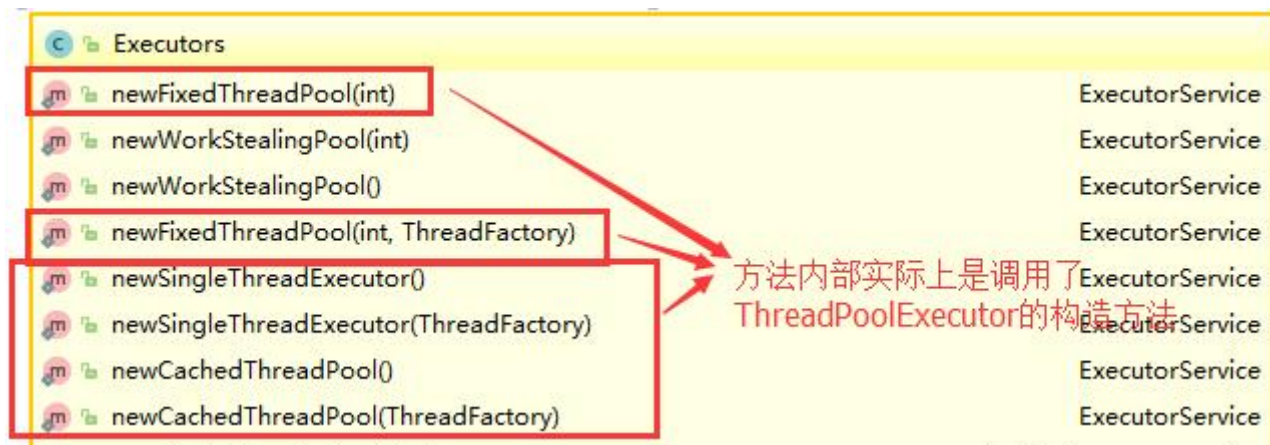 Executors
newFixedThreadPool(int) ExecutorService
newWorkStealingPool(int) ExecutorService
newWorkStealingPool() ExecutorService
newFixedThreadPool(int, ThreadFactory) ExecutorService
newSingleThreadExecutor() ExecutorService
newSingleThreadExecutor(ThreadFactory) ExecutorService
newCachedThreadPool() ExecutorService
newCachedThreadPool(ThreadFactory) ExecutorService
方法内部实际上是调用了
ThreadPoolExecutor的构造方法